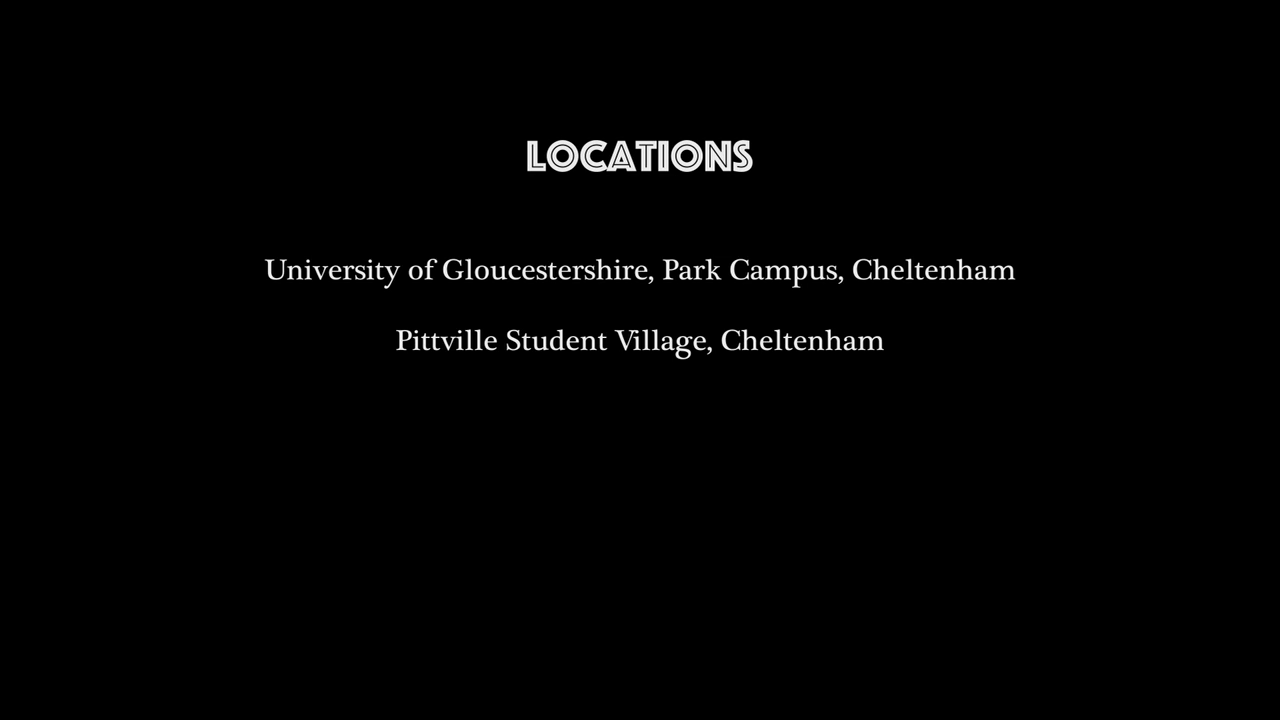 LOCATIONS
University of Gloucestershire, Park Campus, Cheltenham
Pittville Student Village, Cheltenham